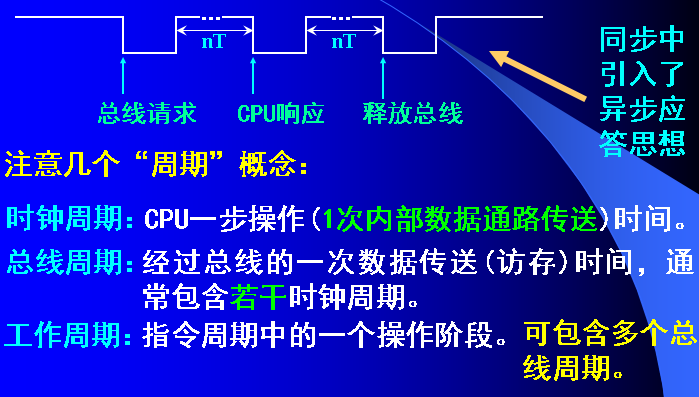 nT
nT
总线请求
CPU响应
释放总线
同步中
引入了
异步应
答思想
注意几个“周期”概念：
时钟周期：CPU一步操作(1次内部数据通路传送)时间。
总线周期：经过总线的一次数据传送(访存)时间，通
常包含若干时钟周期。
工作周期：指令周期中的一个操作阶段。可包含多个总
线周期。